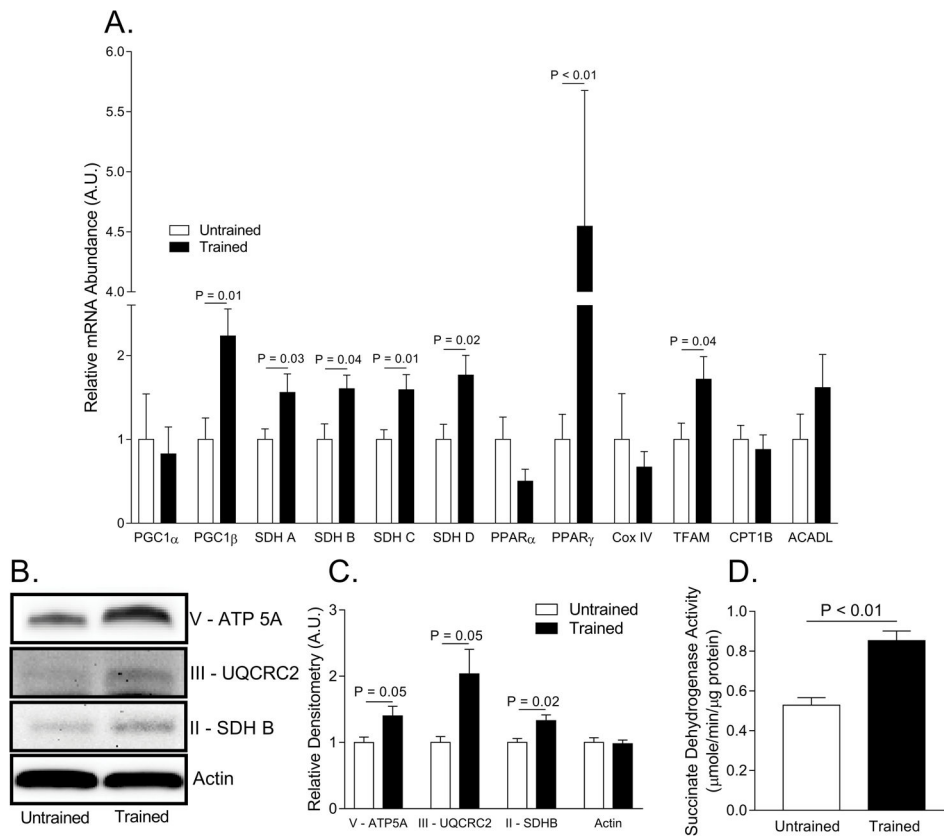 A.
Relative mRNA Abundance (A.U.)
6.0
5.5
5.0
4.5
4.0
2
1
0
Untrained
Trained
P = 0.01
P = 0.03
P = 0.04
P = 0.01
P = 0.02
P < 0.01
P = 0.04
PGC1α PGC1β SDH A SDH B SDH C SDH D PPARα PPARγ Cox IV TFAM CPT1B ACADL
B.
V - ATP 5A
III - UQCRC2
II - SDH B
Actin
Untrained Trained
C.
Relative Densitometry (A.U.)
3
2
1
0
Untrained
Trained
P = 0.05
P = 0.05
P = 0.02
V - ATP5A III - UQCRC2 II - SDHB Actin
D.
Succinate Dehydrogenase Activity
(μmole/min/μg protein)
1.0
0.8
0.6
0.4
0.2
0.0
P < 0.01
Untrained Trained